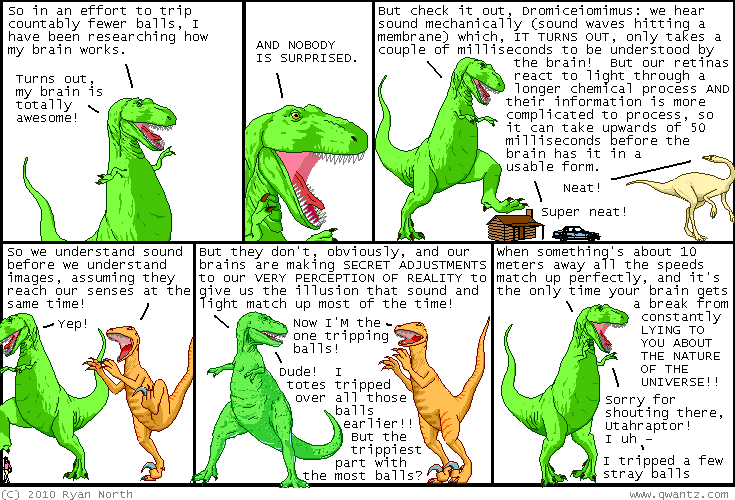 So in an effort to trip
countably fewer balls, I
have been researching how
my brain works.
Turns out,
my brain is
totally
awesome!
AND NOBODY
IS SURPRISED.
But check it out, Dromiceiomimus: we hear
sound mechanically (sound waves hitting a
membrane) which, IT TURNS OUT, only takes a
couple of milliseconds to be understood by
the brain! But our retinas
react to light through a
longer chemical process AND
their information is more
complicated to process, so
it can take upwards of 50
milliseconds before the
brain has it in a
usable form.
Neat!
Super neat!
So we understand sound
before we understand
images, assuming they
reach our senses at the
same time!
Yep!
But they don't, obviously, and our
brains are making SECRET ADJUSTMENTS
to our VERY PERCEPTION OF REALITY to
give us the illusion that sound and
light match up most of the time!
Now I'M the
one tripping
balls!
Dude! I
totes tripped
over all those
balls
earlier!!
But the
trippiest
part with
the most balls?
When something's about 10
meters away all the speeds
match up perfectly, and it's
the only time your brain gets
a break from
constantly
LYING TO
YOU ABOUT
THE NATURE
OF THE
UNIVERSE!!
Sorry for
shouting there,
Utahraptor!
I uh –
I tripped a few
stray balls
(C) 2010 Ryan North
www.qwantz.com